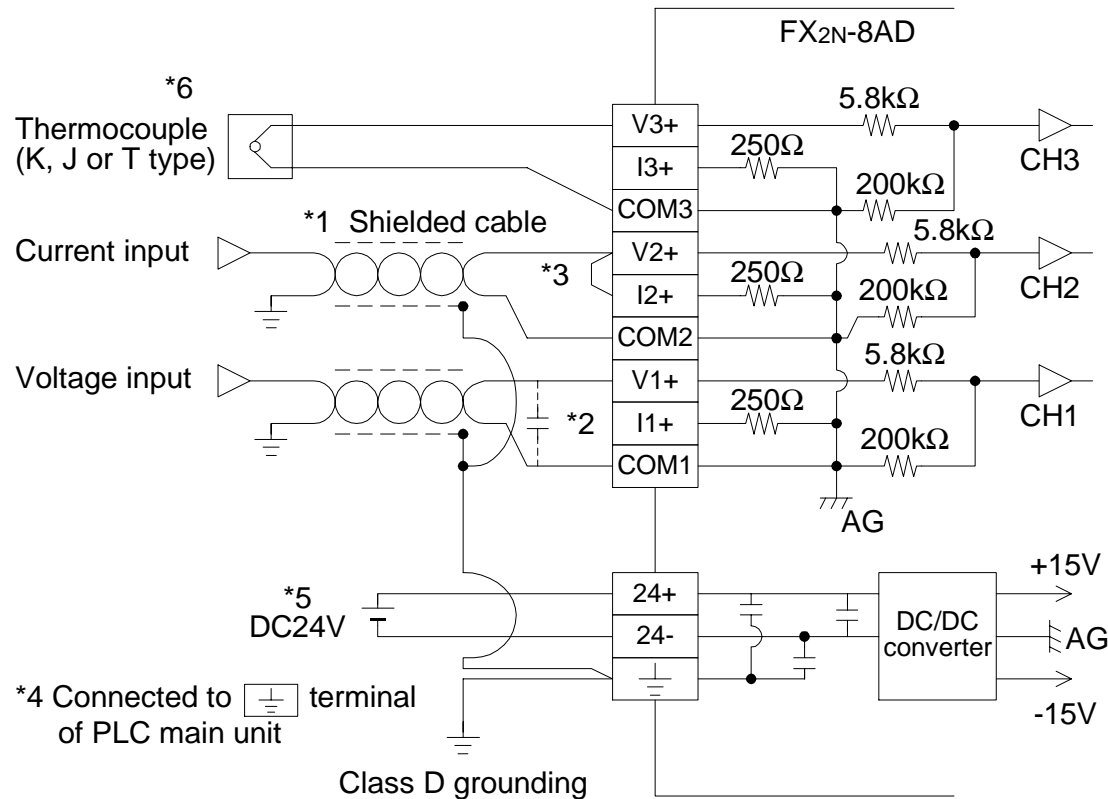 FX2N-8AD
*6
Thermocouple
(K, J or T type)
V3+
5.8kΩ
CH3
I3+
250Ω
COM3
200kΩ
*1 Shielded cable
Current input
V2+
5.8kΩ
*3
CH2
I2+
250Ω
200kΩ
COM2
Voltage input
V1+
5.8kΩ
CH1
*2
I1+
250Ω
200kΩ
COM1
AG
*5
DC24V
24+
24-
DC/DC
converter
+15V
AG
-15V
*4 Connected to terminal
of PLC main unit
Class D grounding